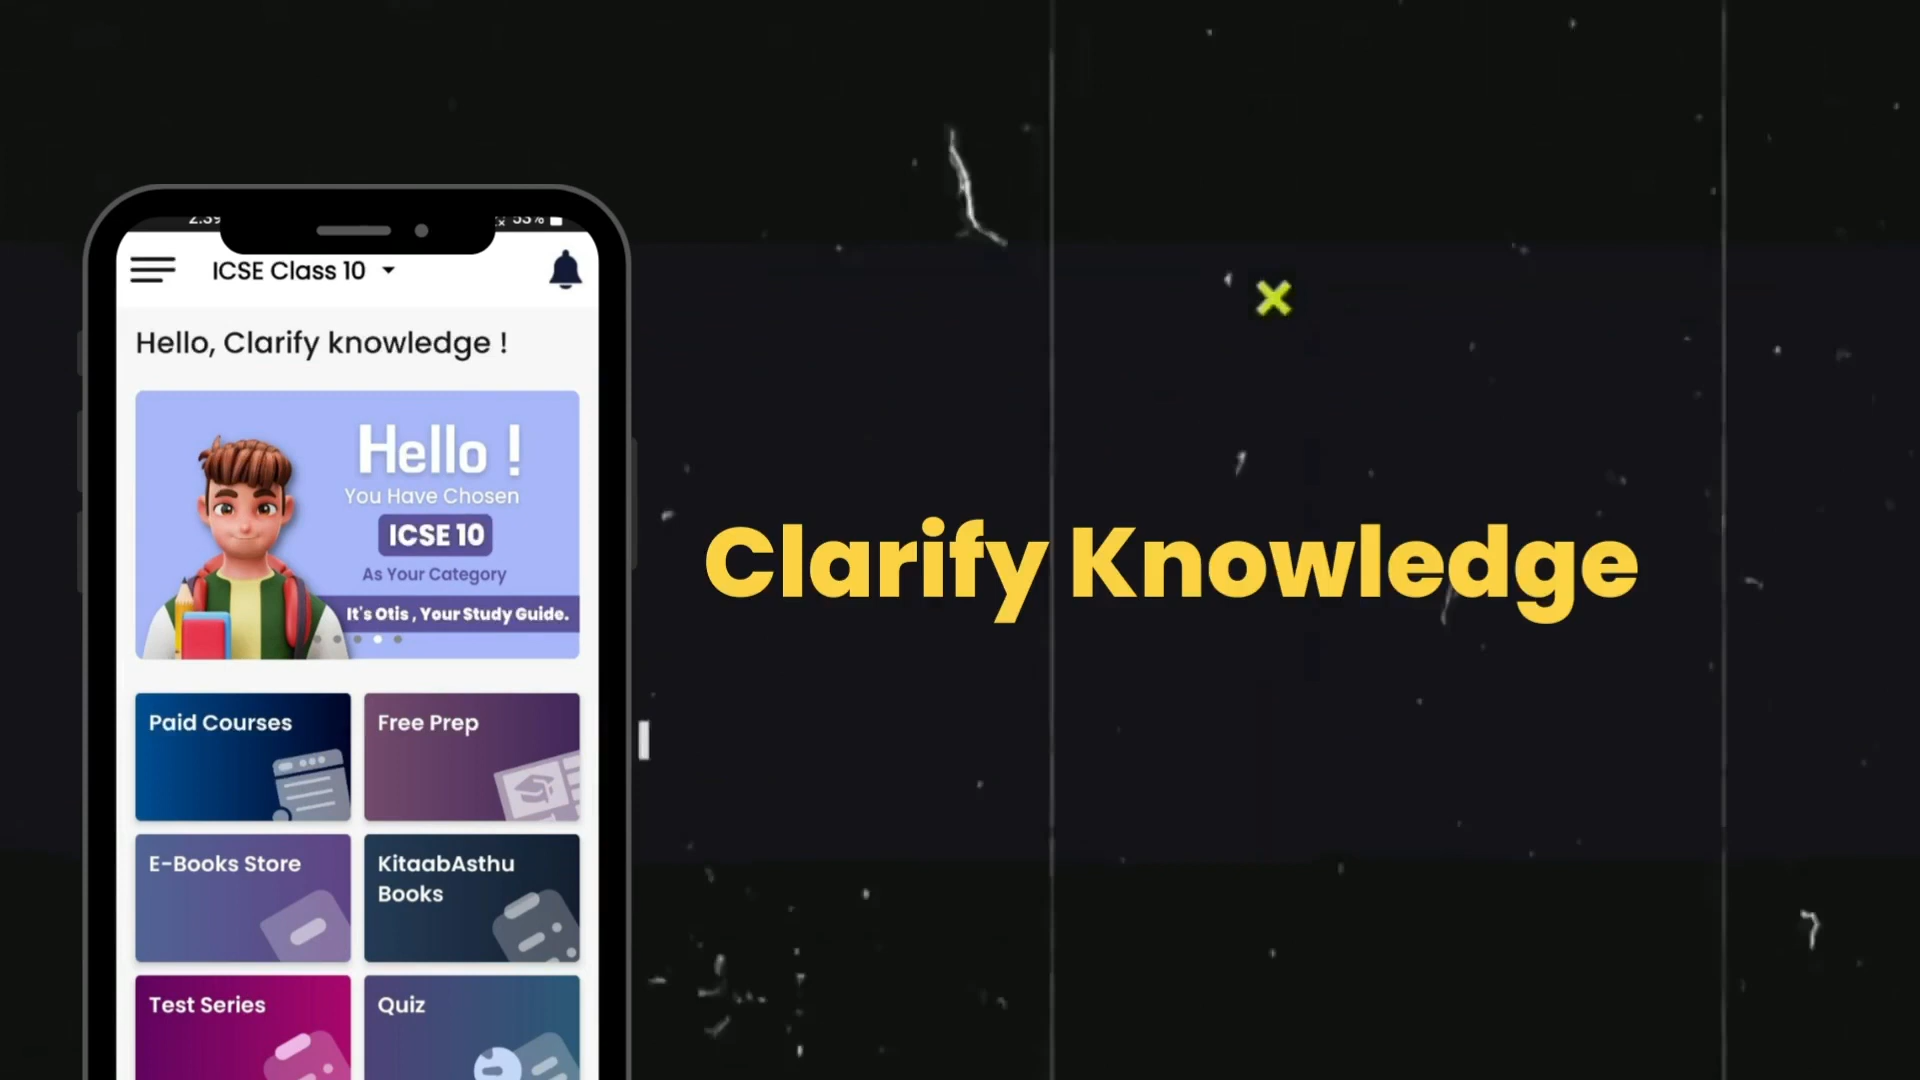 53%
ICSE Class 10
Hello, Clarify knowledge !
Hello !
You Have Chosen
ICSE 10
As Your Category
It's Otis , Your Study Guide.
Paid Courses
Free Prep
E-Books Store
KitaabAsthu
Books
Test Series
Quiz
Clarify Knowledge